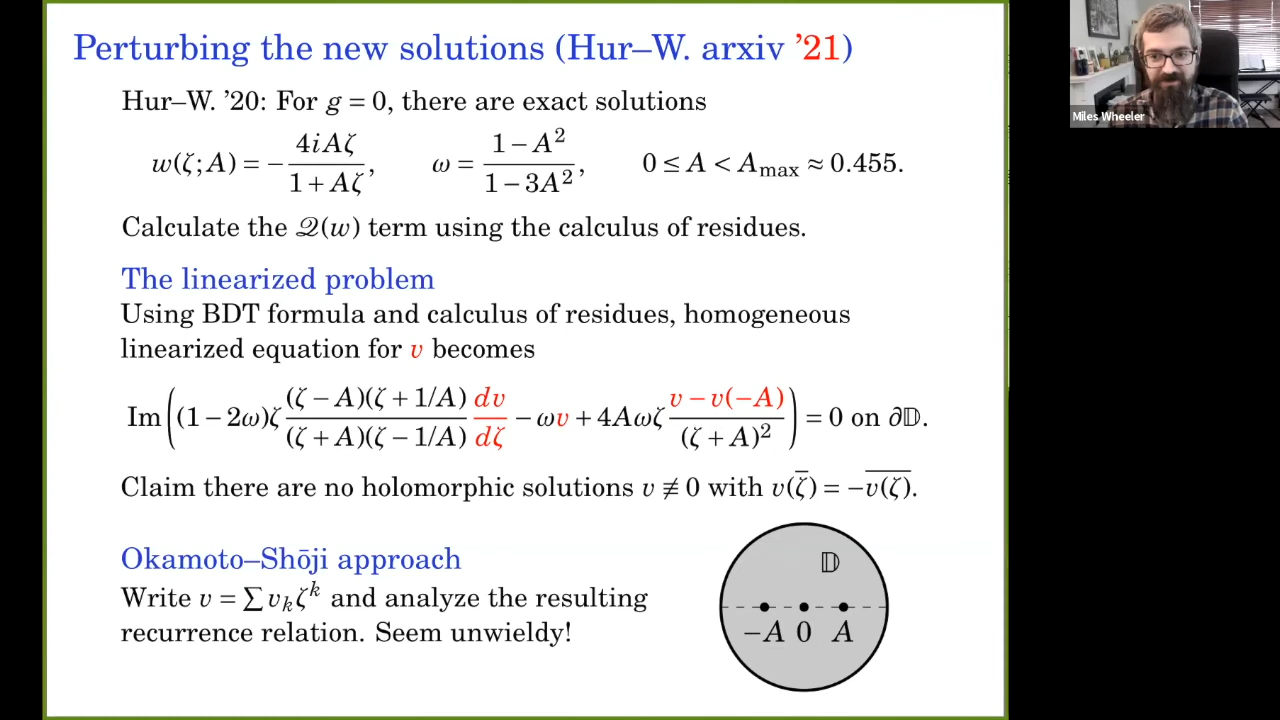 Perturbing the new solutions (Hur–W. arxiv ’21)
Hur–W. ’20: For g = 0, there are exact solutions
w(ζ; A) = − 4iAζ / (1 + Aζ), ω = (1 − A²) / (1 − 3A²), 0 ≤ A < A_max ≈ 0.455.
Calculate the 𝒬(w) term using the calculus of residues.
The linearized problem
Using BDT formula and calculus of residues, homogeneous
linearized equation for v becomes
Im( (1 − 2ω)ζ (ζ − A)(ζ + 1/A) / (ζ + A)(ζ − 1/A) dv/dζ − ωv + 4Aωζ (v − v(−A)) / (ζ + A)² ) = 0 on ∂𝔻.
Claim there are no holomorphic solutions v ≢ 0 with v(ζ̅) = −\overline{v(ζ)}.
Okamoto–Shōji approach
Write v = ∑ vₖζᵏ and analyze the resulting
recurrence relation. Seem unwieldy!
𝔻
−A 0 A
Miles Wheeler